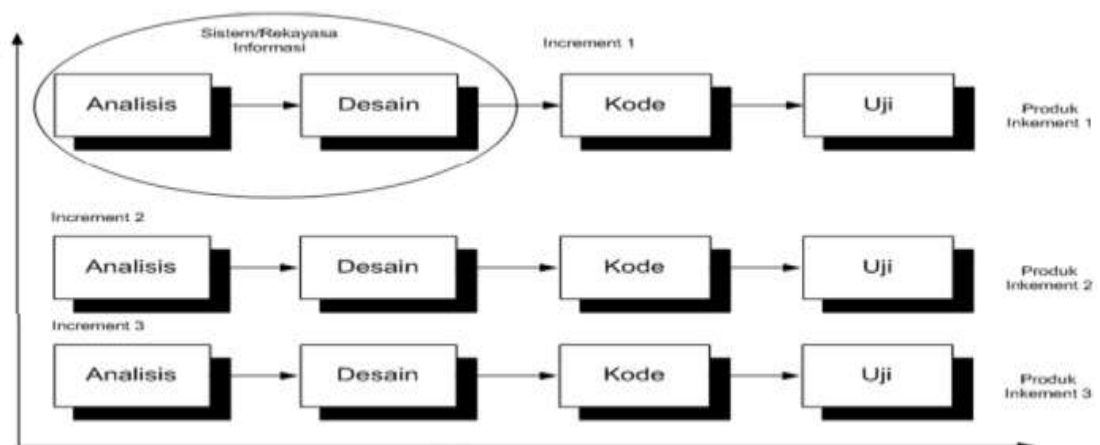 Sistem/Rekayasa
Informasi
Increment 1
Analisis
Desain
Kode
Uji
Produk
Inkement 1
Increment 2
Analisis
Desain
Kode
Uji
Produk
Inkement 2
Increment 3
Analisis
Desain
Kode
Uji
Produk
Inkement 3